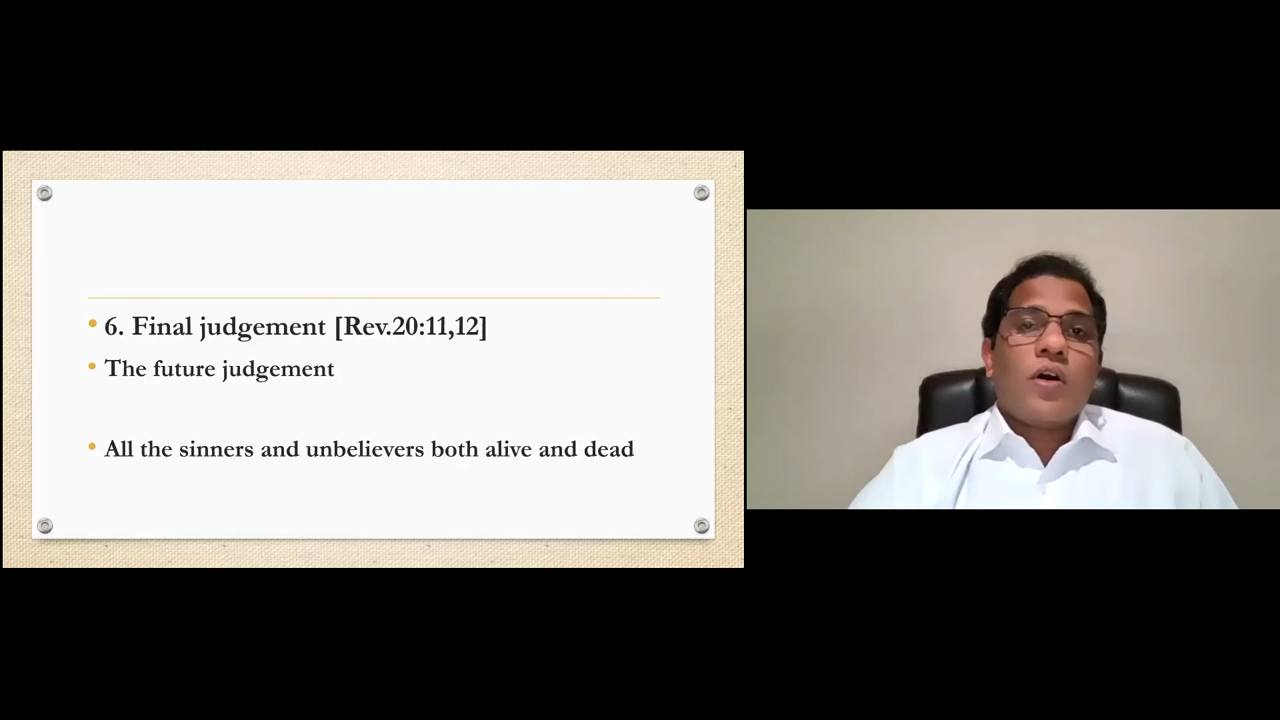 6. Final judgement [Rev.20:11,12]
The future judgement
All the sinners and unbelievers both alive and dead